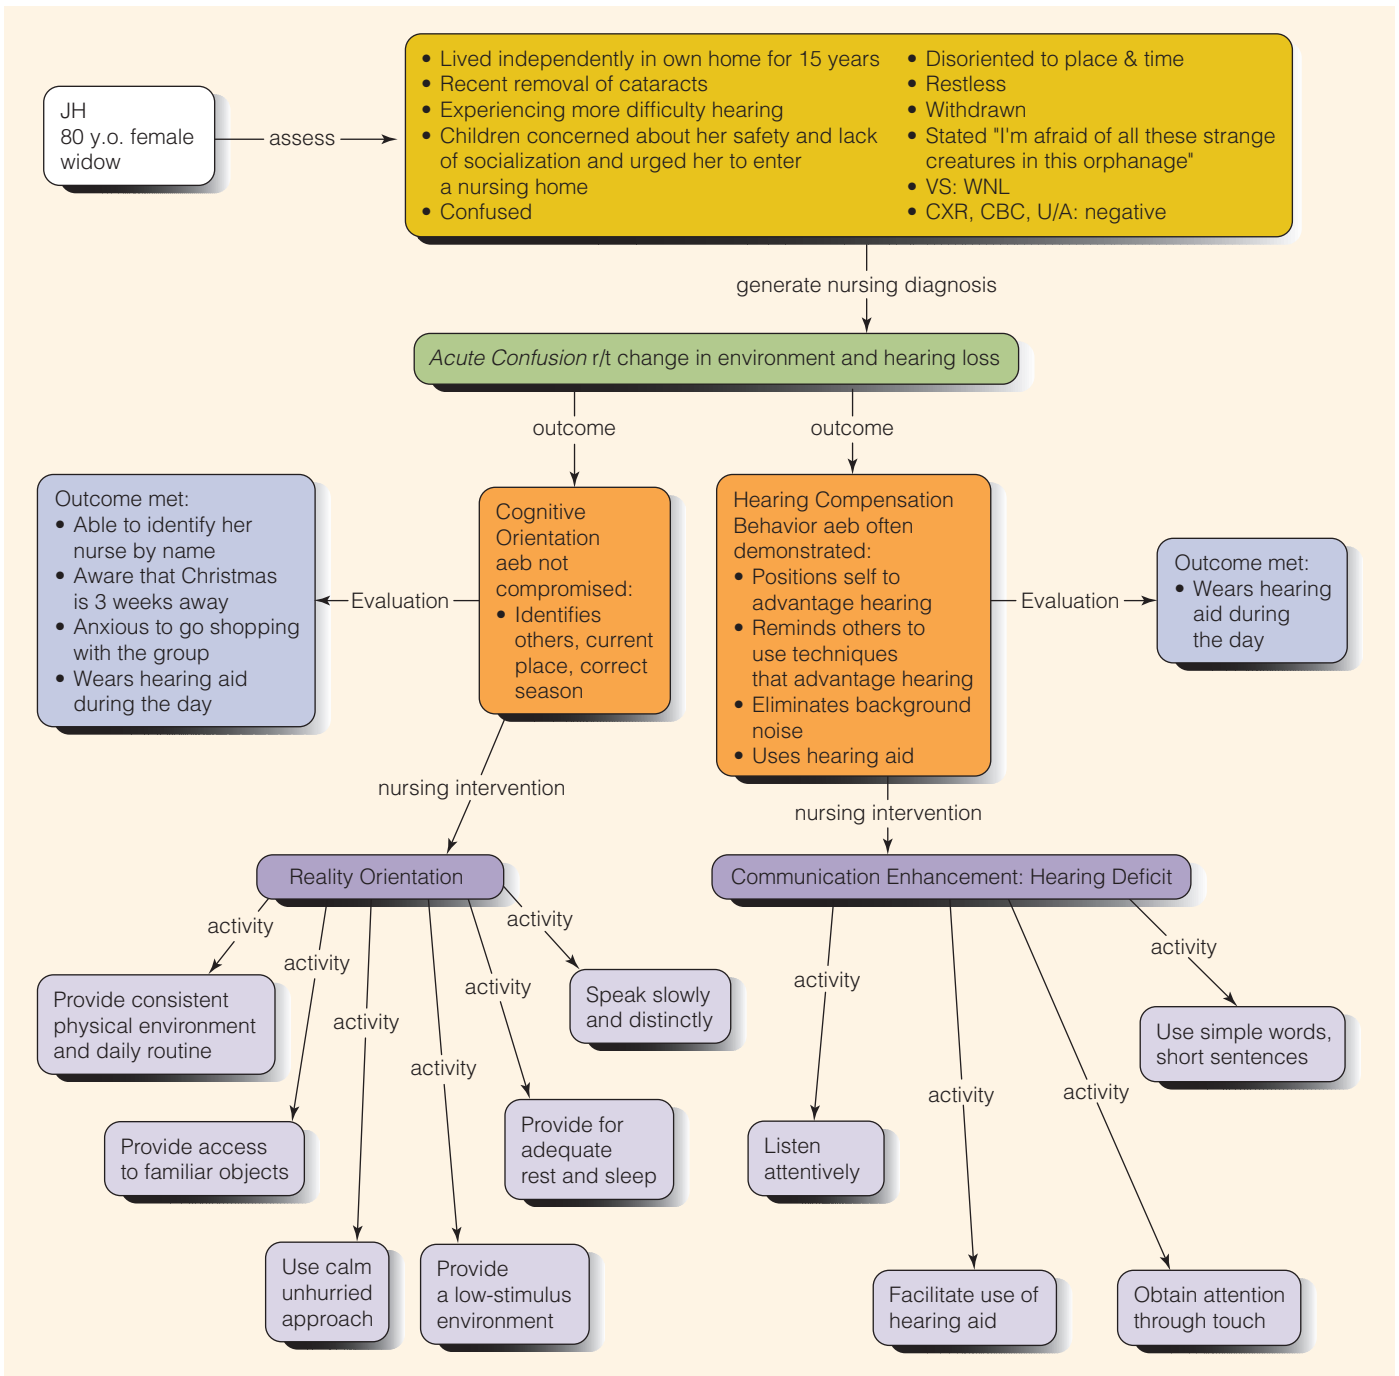 JH
80 y.o. female
widow
assess
• Lived independently in own home for 15 years
• Recent removal of cataracts
• Experiencing more difficulty hearing
• Children concerned about her safety and lack
of socialization and urged her to enter
a nursing home
• Confused
• Disoriented to place & time
• Restless
• Withdrawn
• Stated "I'm afraid of all these strange
creatures in this orphanage"
• VS: WNL
• CXR, CBC, U/A: negative
generate nursing diagnosis
Acute Confusion r/t change in environment and hearing loss
outcome
outcome
Outcome met:
• Able to identify her
nurse by name
• Aware that Christmas
is 3 weeks away
• Anxious to go shopping
with the group
• Wears hearing aid
during the day
Evaluation
Cognitive
Orientation
aeb not
compromised:
• Identifies
others, current
place, correct
season
Hearing Compensation
Behavior aeb often
demonstrated:
• Positions self to
advantage hearing
• Reminds others to
use techniques
that advantage hearing
• Eliminates background
noise
• Uses hearing aid
Evaluation
Outcome met:
• Wears hearing
aid during
the day
nursing intervention
nursing intervention
Reality Orientation
Communication Enhancement: Hearing Deficit
activity
activity
activity
activity
activity
activity
Provide consistent
physical environment
and daily routine
Provide access
to familiar objects
Use calm
unhurried
approach
Provide
a low-stimulus
environment
Provide for
adequate
rest and sleep
Speak slowly
and distinctly
activity
activity
activity
activity
Listen
attentively
Facilitate use of
hearing aid
Obtain attention
through touch
Use simple words,
short sentences